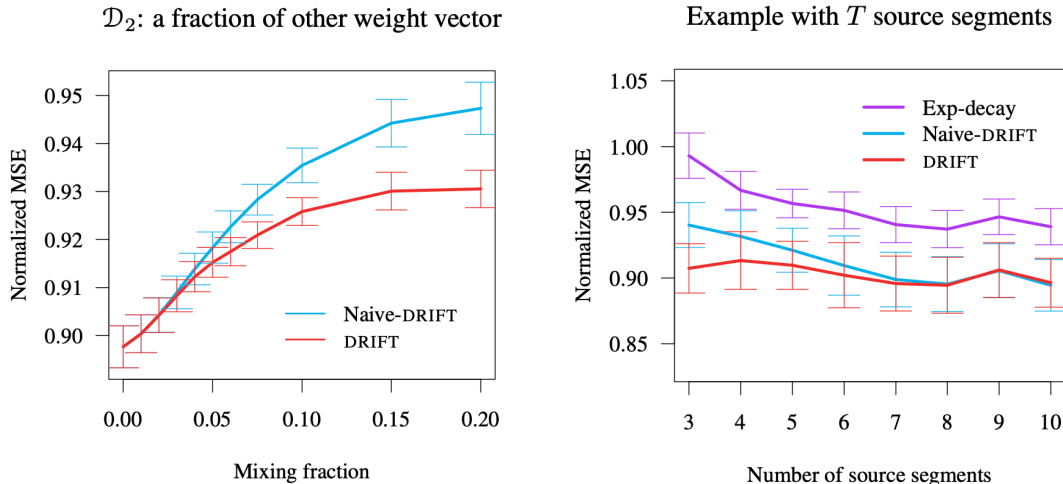 𝒟₂: a fraction of other weight vector
Normalized MSE
0.95
0.94
0.93
0.92
0.91
0.90
Naive-DRIFT
DRIFT
0.00 0.05 0.10 0.15 0.20
Mixing fraction
Example with T source segments
Normalized MSE
1.05
1.00
0.95
0.90
0.85
Exp-decay
Naive-DRIFT
DRIFT
3 4 5 6 7 8 9 10
Number of source segments